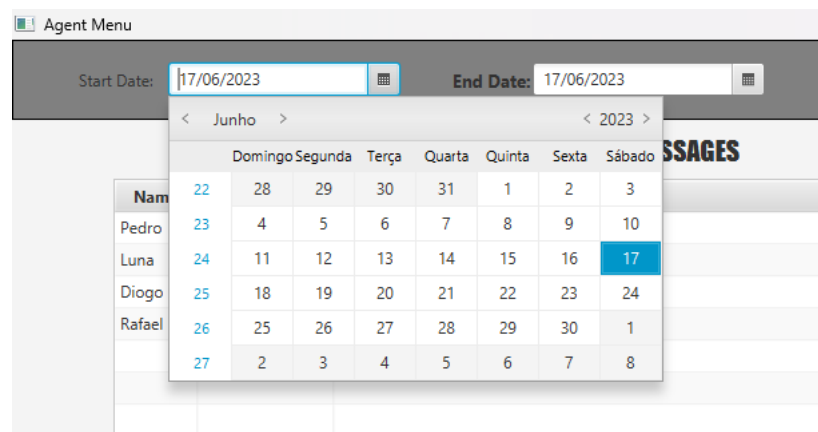 Agent Menu
Start Date: 17/06/2023 End Date: 17/06/2023
< Junho > < 2023 >
SSAGES
Domingo Segunda Terça Quarta Quinta Sexta Sábado
Nam
22 28 29 30 31 1 2 3
Pedro 23 4 5 6 7 8 9 10
Luna 24 11 12 13 14 15 16 17
Diogo 25 18 19 20 21 22 23 24
Rafael 26 25 26 27 28 29 30 1
27 2 3 4 5 6 7 8